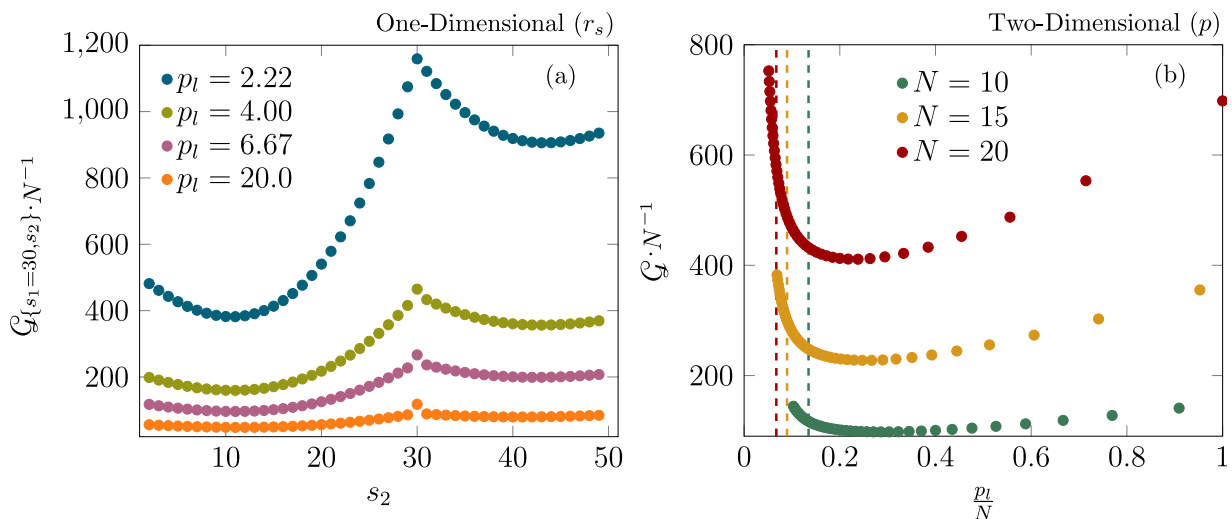 One-Dimensional (r_s)
(a)
p_l = 2.22
p_l = 4.00
p_l = 6.67
p_l = 20.0
1,200
1,000
800
600
400
200
10 20 30 40 50
s_2
𝒢_{s_1=30,s_2} · N^{-1}
Two-Dimensional (p)
(b)
N = 10
N = 15
N = 20
800
600
400
200
0 0.2 0.4 0.6 0.8 1
p_l/N
𝒢 · N^{-1}